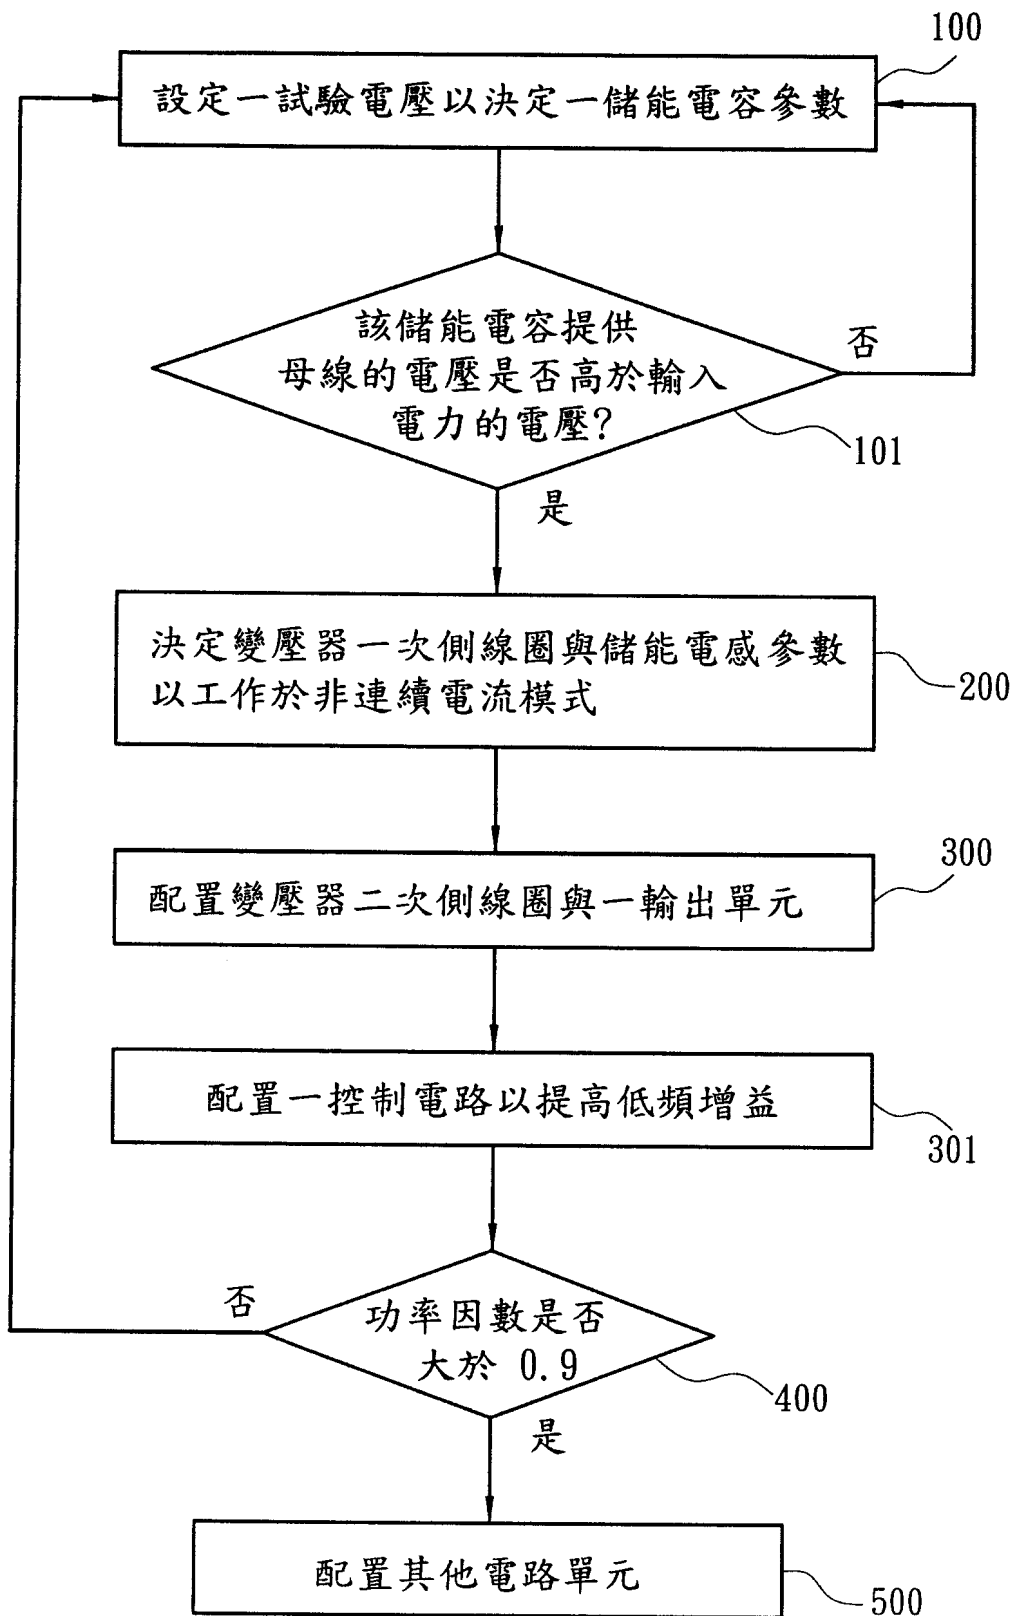 100
設定一試驗電壓以決定一儲能電容參數
該儲能電容提供
母線的電壓是否高於輸入
電力的電壓?
否
101
是
決定變壓器一次側線圈與儲能電感參數
以工作於非連續電流模式
200
300
配置變壓器二次側線圈與一輸出單元
配置一控制電路以提高低頻增益
301
否
功率因數是否
大於 0.9
400
是
配置其他電路單元
500